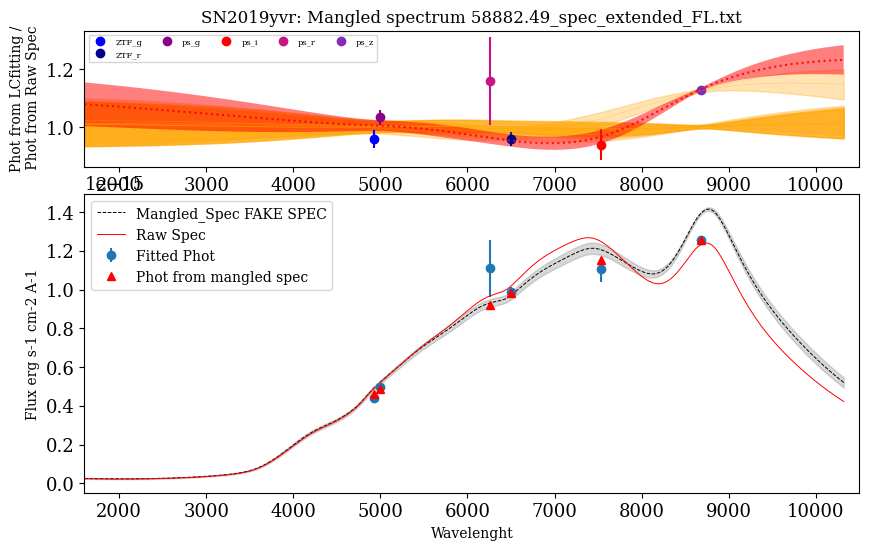 SN2019yvr: Mangled spectrum 58882.49_spec_extended_FL.txt
Phot from LCfitting /
Phot from Raw Spec
ZTF_g ps_g ps_i ps_r ps_z
ZTF_r
1.2
1.0
2000 3000 4000 5000 6000 7000 8000 9000 10000
Flux erg s-1 cm-2 A-1
Mangled_Spec FAKE SPEC
Raw Spec
Fitted Phot
Phot from mangled spec
1.4
1.2
1.0
0.8
0.6
0.4
0.2
0.0
2000 3000 4000 5000 6000 7000 8000 9000 10000
Wavelenght